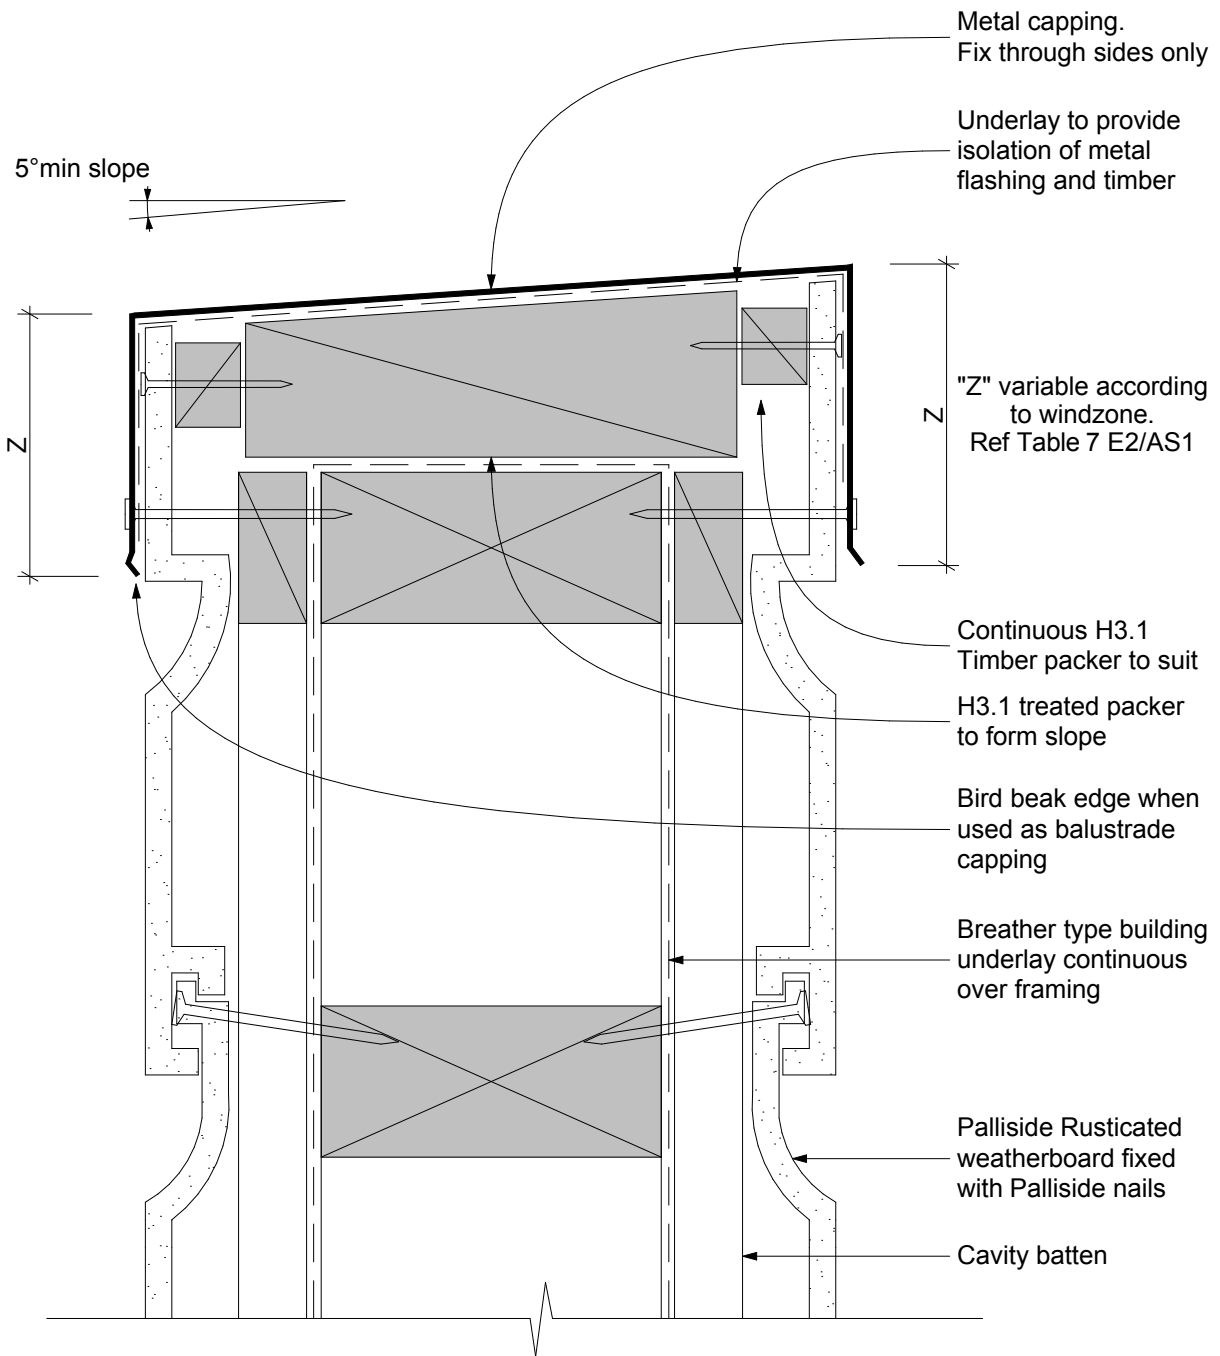 Metal capping.
Fix through sides only
Underlay to provide
isolation of metal
flashing and timber
5°min slope
Z
Z
"Z" variable according
to windzone.
Ref Table 7 E2/AS1
Continuous H3.1
Timber packer to suit
H3.1 treated packer
to form slope
Bird beak edge when
used as balustrade
capping
Breather type building
underlay continuous
over framing
Palliside Rusticated
weatherboard fixed
with Palliside nails
Cavity batten